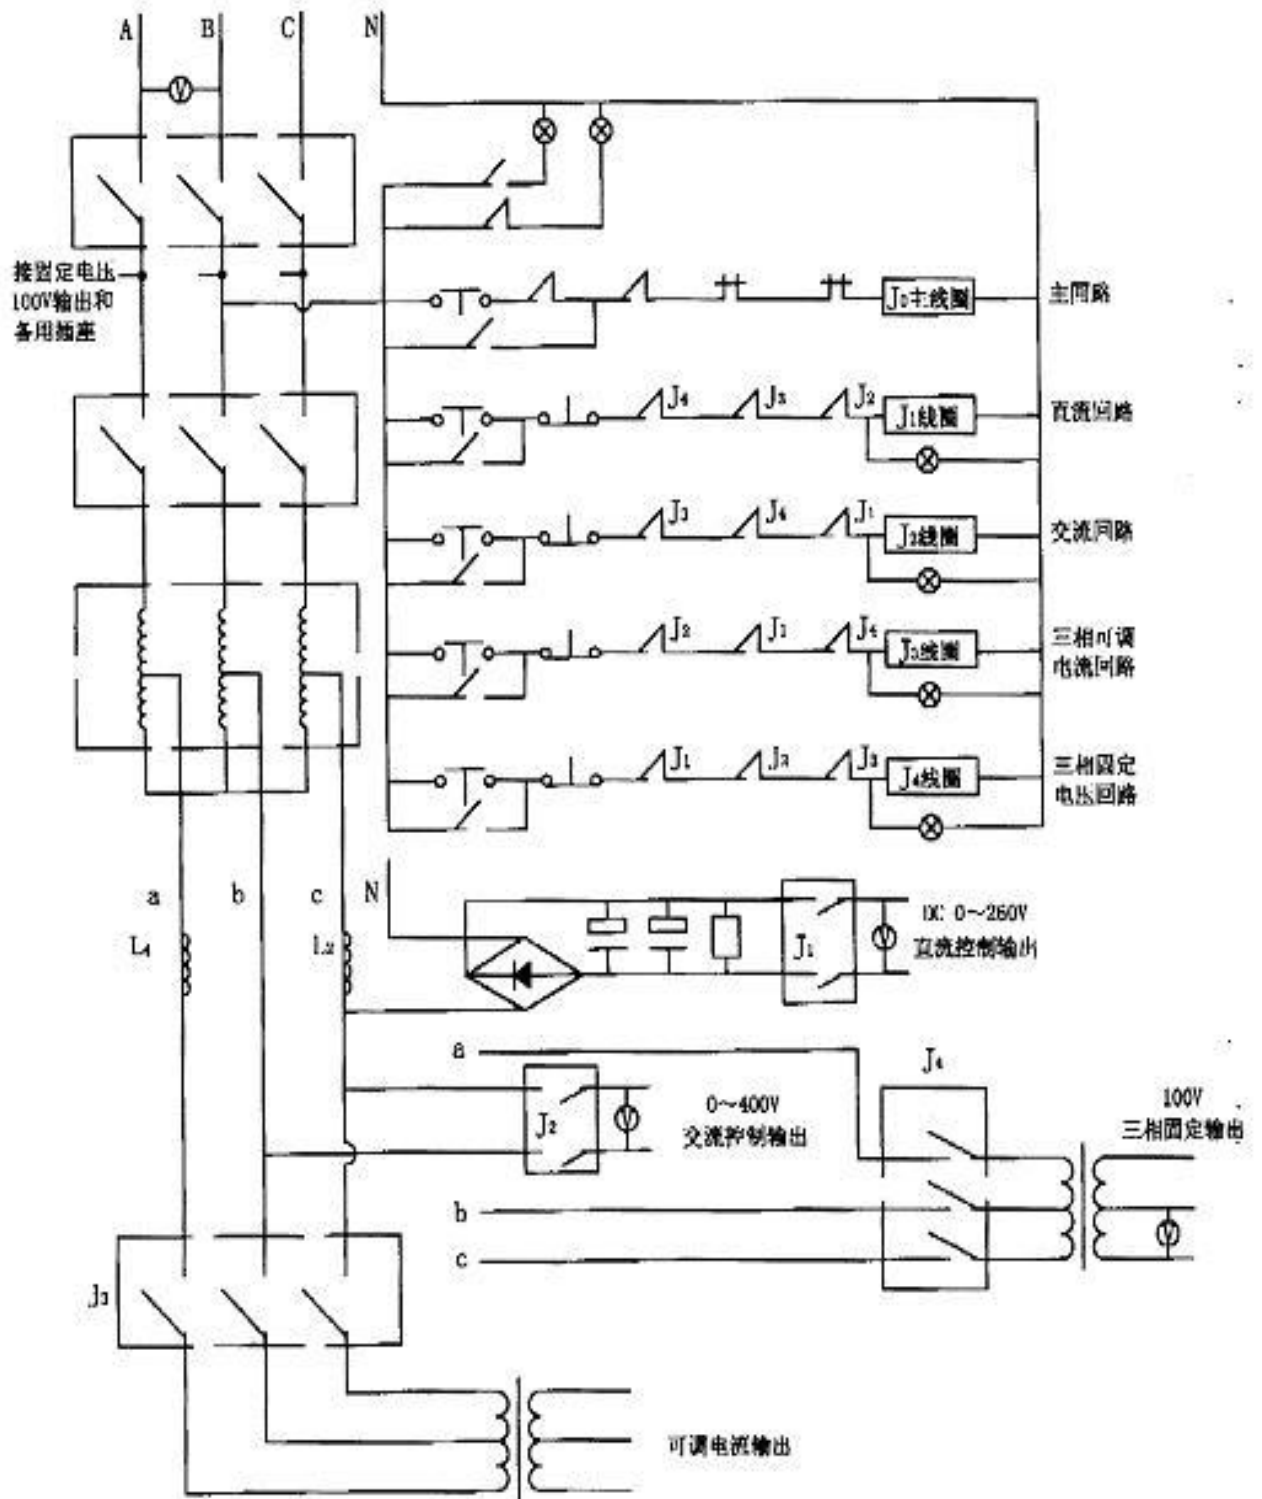 A
B
C
N
接固定电压
100V输出和
备用插座
J₀主线圈
主回路
J₄
J₃
J₂
J₁线圈
直流回路
J₃
J₄
J₁
J₂线圈
交流回路
J₂
J₁
J₄
J₃线圈
三相可调
电流回路
J₁
J₂
J₃
J₄线圈
三相固定
电压回路
a
b
c
N
L₁
L₂
J₁
V
DC 0～260V
直流控制输出
a
J₄
J₂
V
0～400V
交流控制输出
100V
三相固定输出
b
c
V
J₃
可调电流输出
V